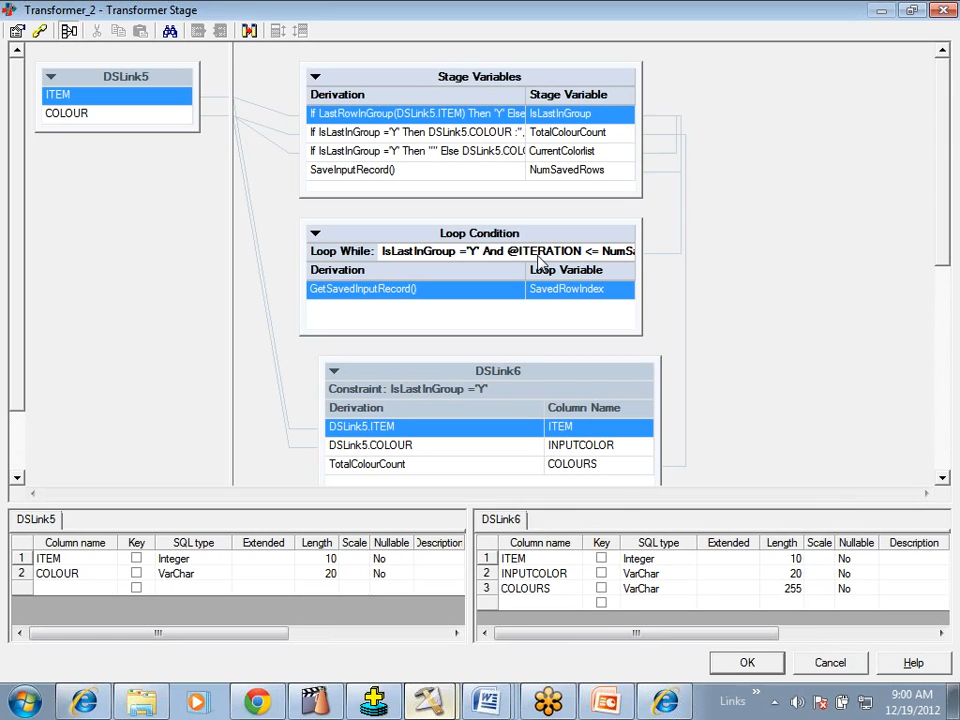 Transformer_2 - Transformer Stage
DSLink5
ITEM
COLOUR
Stage Variables
Derivation Stage Variable
If LastRowInGroup(DSLink5.ITEM) Then 'Y' Else IsLastInGroup
If IsLastInGroup ='Y' Then DSLink5.COLOUR :'', TotalColourCount
If IsLastInGroup ='Y' Then "" Else DSLink5.COL CurrentColorlist
SaveInputRecord() NumSavedRows
Loop Condition
Loop While: IsLastInGroup ='Y' And @ITERATION <= NumSa
Derivation Loop Variable
GetSavedInputRecord() SavedRowIndex
DSLink6
Constraint: IsLastInGroup ='Y'
Derivation Column Name
DSLink5.ITEM ITEM
DSLink5.COLOUR INPUTCOLOR
TotalColourCount COLOURS
DSLink5
Column name Key SQL type Extended Length Scale Nullable Description
1 ITEM Integer 10 No
2 COLOUR VarChar 20 No
DSLink6
Column name Key SQL type Extended Length Scale Nullable Description
1 ITEM Integer 10 No
2 INPUTCOLOR VarChar 20 No
3 COLOURS VarChar 255 No
OK Cancel Help
Links
9:00 AM
12/19/2012